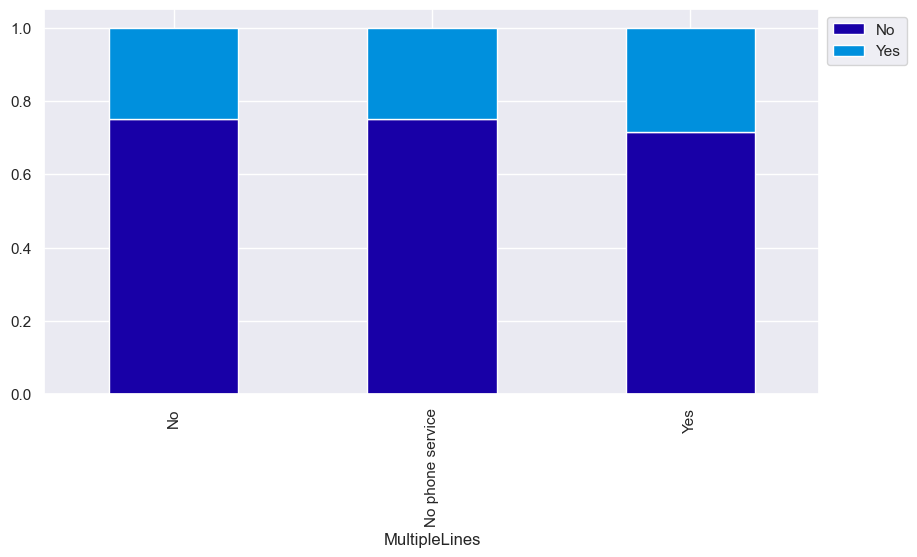 1.0
0.8
0.6
0.4
0.2
0.0
No
Yes
No
No phone service
Yes
MultipleLines